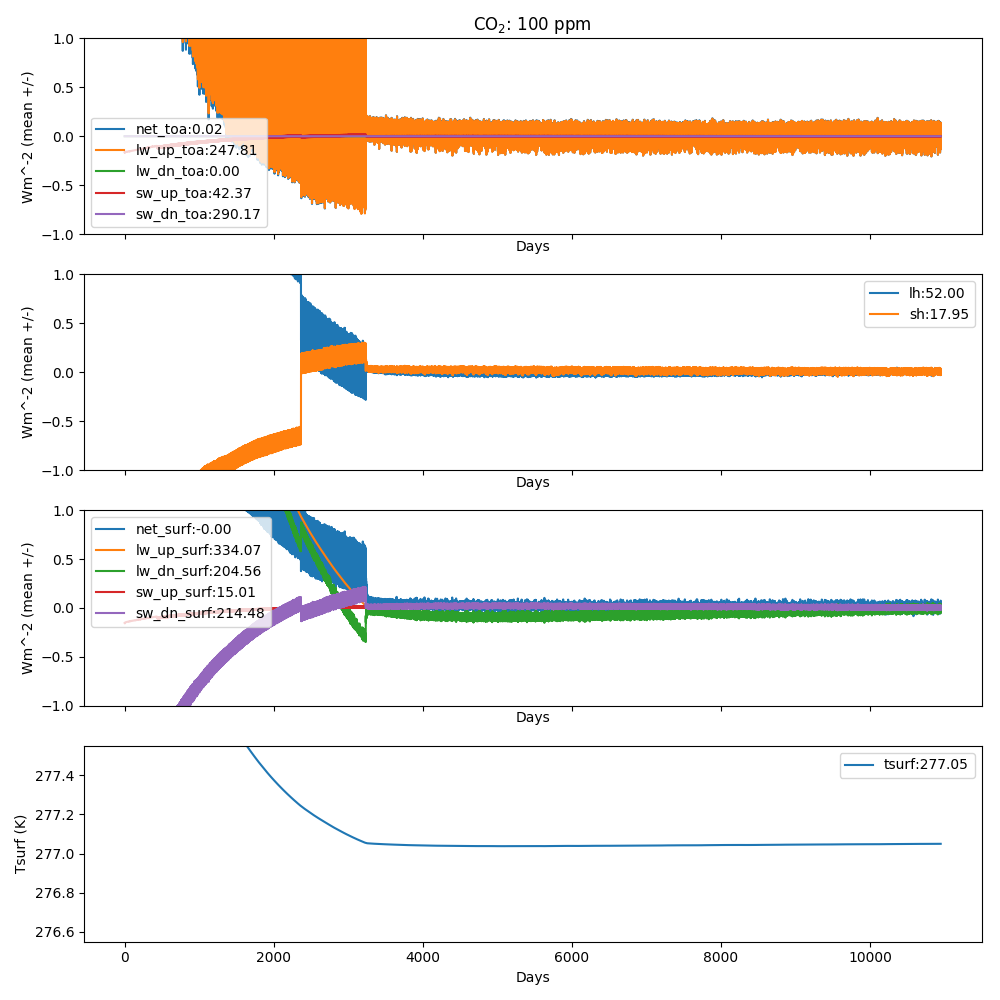 CO₂: 100 ppm
1.0
0.5
0.0
−0.5
−1.0
Wm^-2 (mean +/-)
net_toa:0.02
lw_up_toa:247.81
lw_dn_toa:0.00
sw_up_toa:42.37
sw_dn_toa:290.17
Days
1.0
0.5
0.0
−0.5
−1.0
Wm^-2 (mean +/-)
lh:52.00
sh:17.95
Days
1.0
0.5
0.0
−0.5
−1.0
Wm^-2 (mean +/-)
net_surf:-0.00
lw_up_surf:334.07
lw_dn_surf:204.56
sw_up_surf:15.01
sw_dn_surf:214.48
Days
277.4
277.2
277.0
276.8
276.6
Tsurf (K)
tsurf:277.05
0 2000 4000 6000 8000 10000
Days